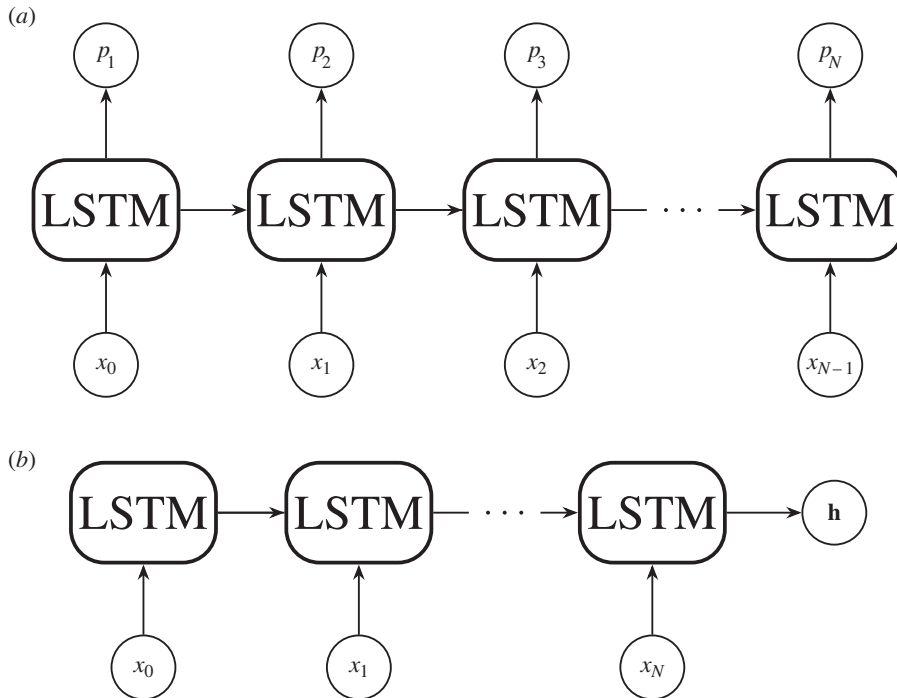 (a)
p1 p2 p3 pN
LSTM LSTM LSTM · · · LSTM
x0 x1 x2 xN−1
(b)
LSTM LSTM · · · LSTM h
x0 x1 xN